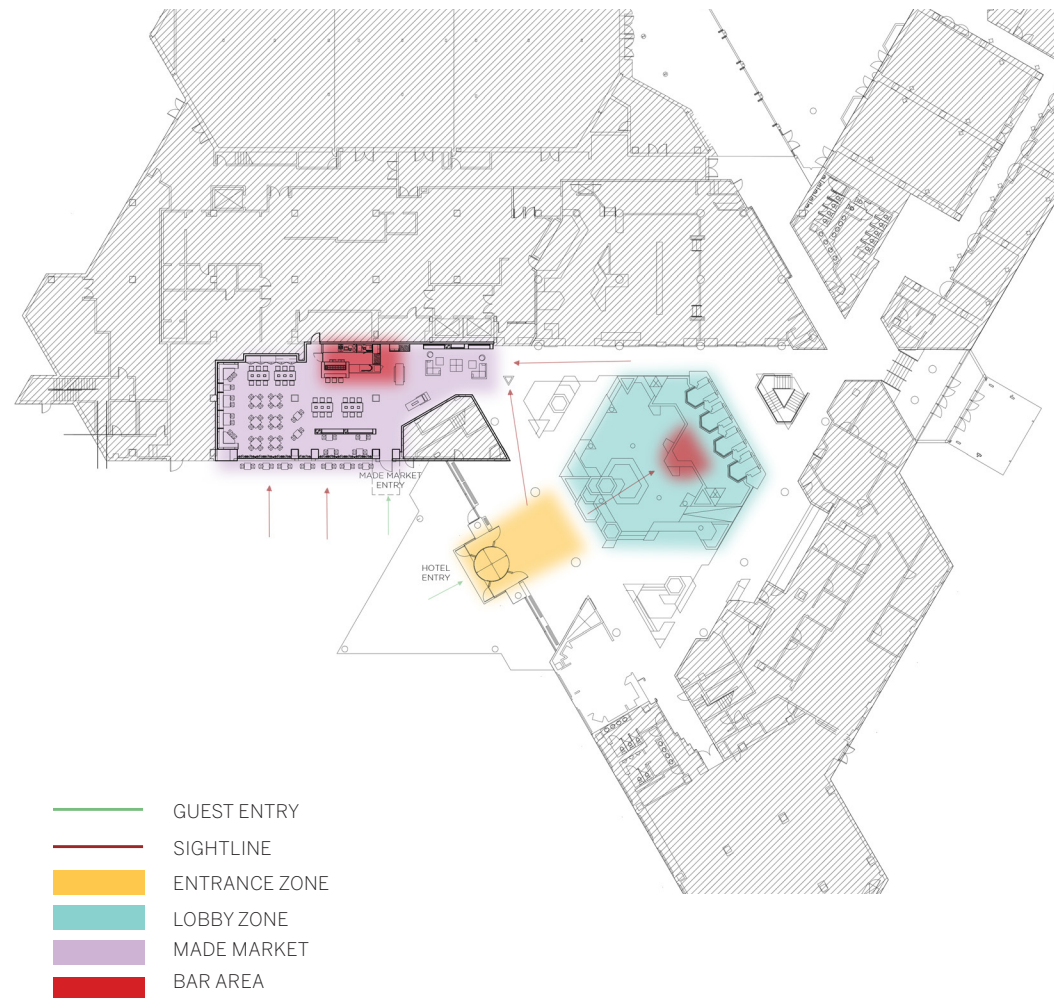 MADE MARKET
ENTRY
HOTEL
ENTRY
GUEST ENTRY
SIGHTLINE
ENTRANCE ZONE
LOBBY ZONE
MADE MARKET
BAR AREA